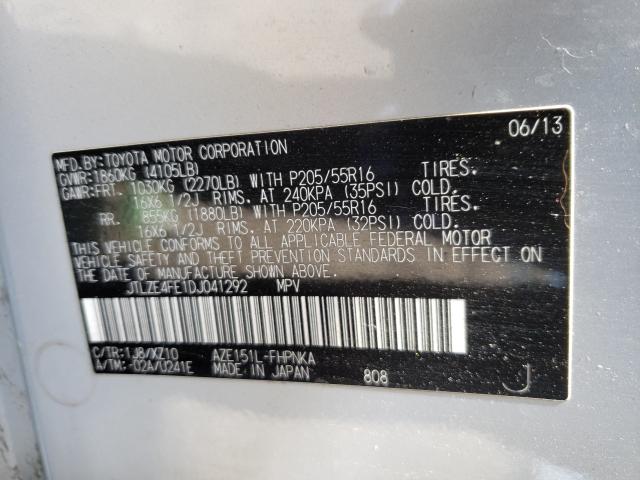 06/13
MFD.BY:TOYOTA MOTOR CORPORATION
GVWR:1860KG (4105LB)
GAWR:FRT. 1030KG (2270LB) WITH P205/55R16 TIRES.
16X6 1/2J RIMS. AT 240KPA (35PSI) COLD.
RR. 855KG (1880LB) WITH P205/55R16 TIRES.
16X6 1/2J RIMS. AT 220KPA (32PSI) COLD.
THIS VEHICLE CONFORMS TO ALL APPLICABLE FEDERAL MOTOR
VEHICLE SAFETY AND THEFT PREVENTION STANDARDS IN EFFECT ON
THE DATE OF MANUFACTURE SHOWN ABOVE.
JTLZE4FE1DJ041292 MPV
C/TR:1J8/XZ10 AZE151L-FHPNKA
A/TM:-02A/U241E MADE IN JAPAN 808 J